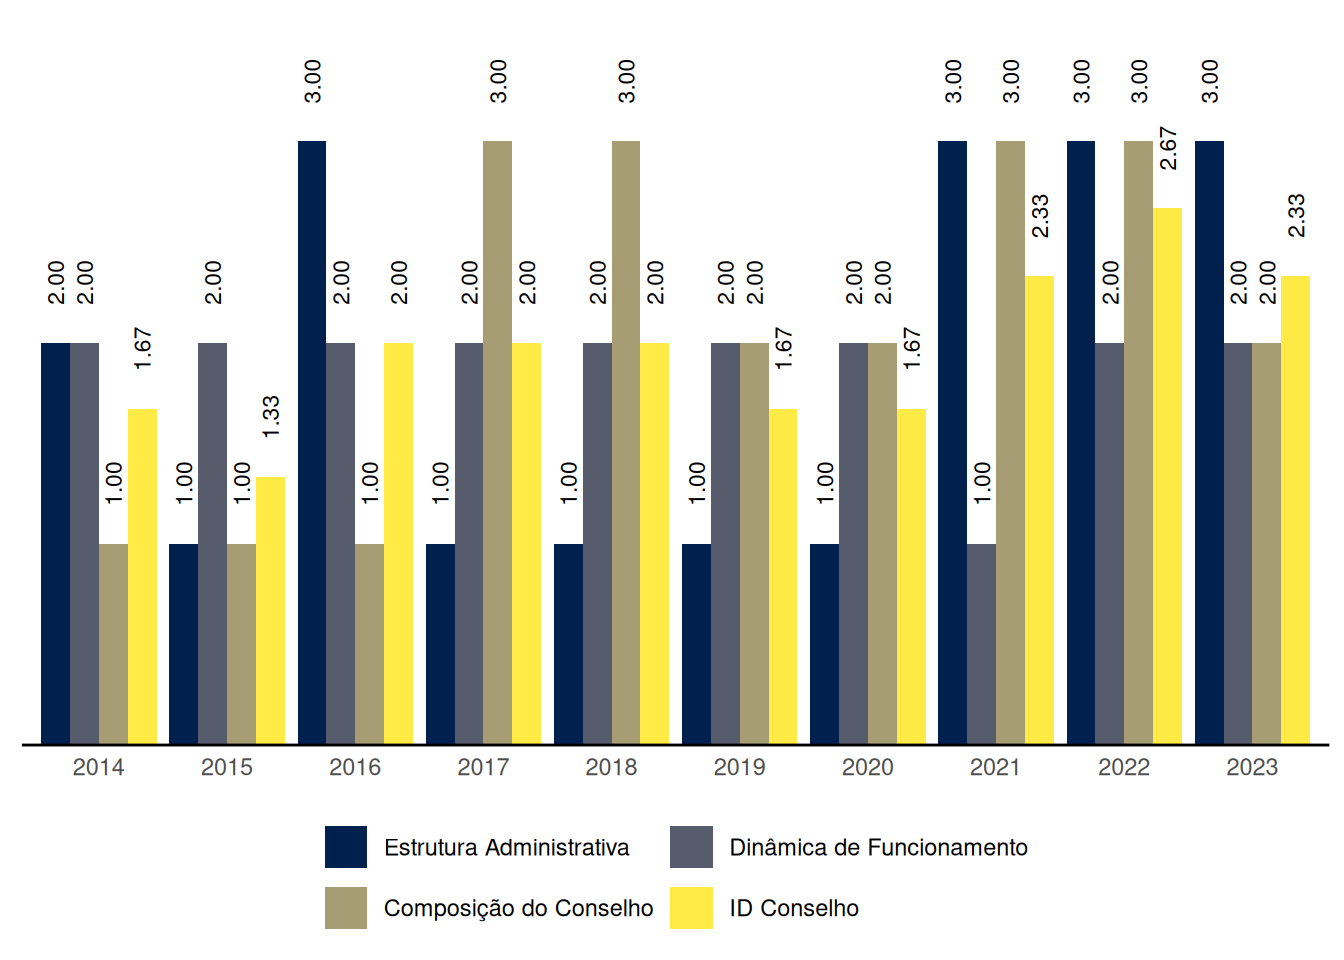 3.00 3.00 3.00 3.00 3.00 3.00 3.00 3.00
2.67
2.33 2.33
2.00 2.00 2.00 2.00 2.00 2.00 2.00 2.00 2.00 2.00 2.00 2.00 2.00 2.00 2.00 2.00
1.67 1.67 1.67
1.33
1.00 1.00 1.00 1.00 1.00 1.00 1.00 1.00 1.00
2014 2015 2016 2017 2018 2019 2020 2021 2022 2023
Estrutura Administrativa Dinâmica de Funcionamento
Composição do Conselho ID Conselho